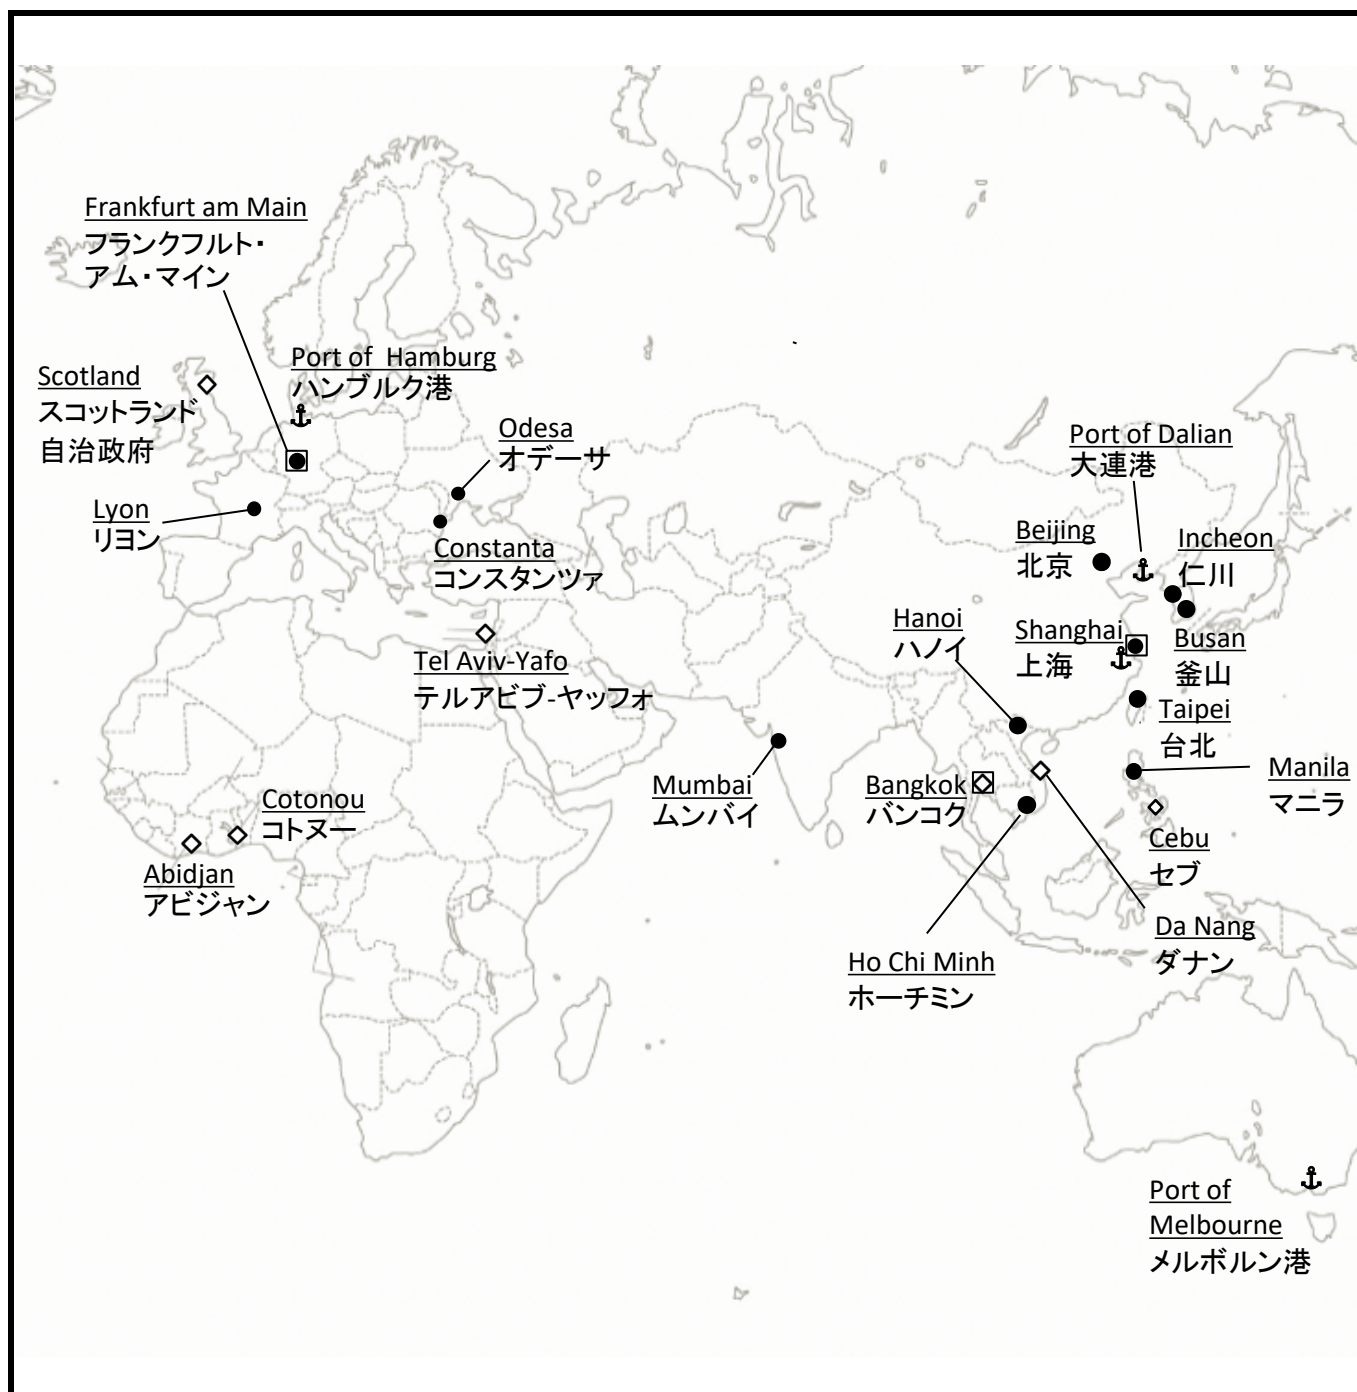 Frankfurt am Main
フランクフルト・
アム・マイン
Port of Hamburg
ハンブルク港
Scotland
スコットランド
自治政府
Odesa
オデーサ
Lyon
リヨン
Constanta
コンスタンツァ
Port of Dalian
大連港
Beijing
北京
Incheon
仁川
Hanoi
ハノイ
Shanghai
上海
Busan
釜山
Tel Aviv-Yafo
テルアビブ-ヤッフォ
Taipei
台北
Mumbai
ムンバイ
Bangkok
バンコク
Manila
マニラ
Cotonou
コトヌー
Cebu
セブ
Abidjan
アビジャン
Da Nang
ダナン
Ho Chi Minh
ホーチミン
Port of
Melbourne
メルボルン港